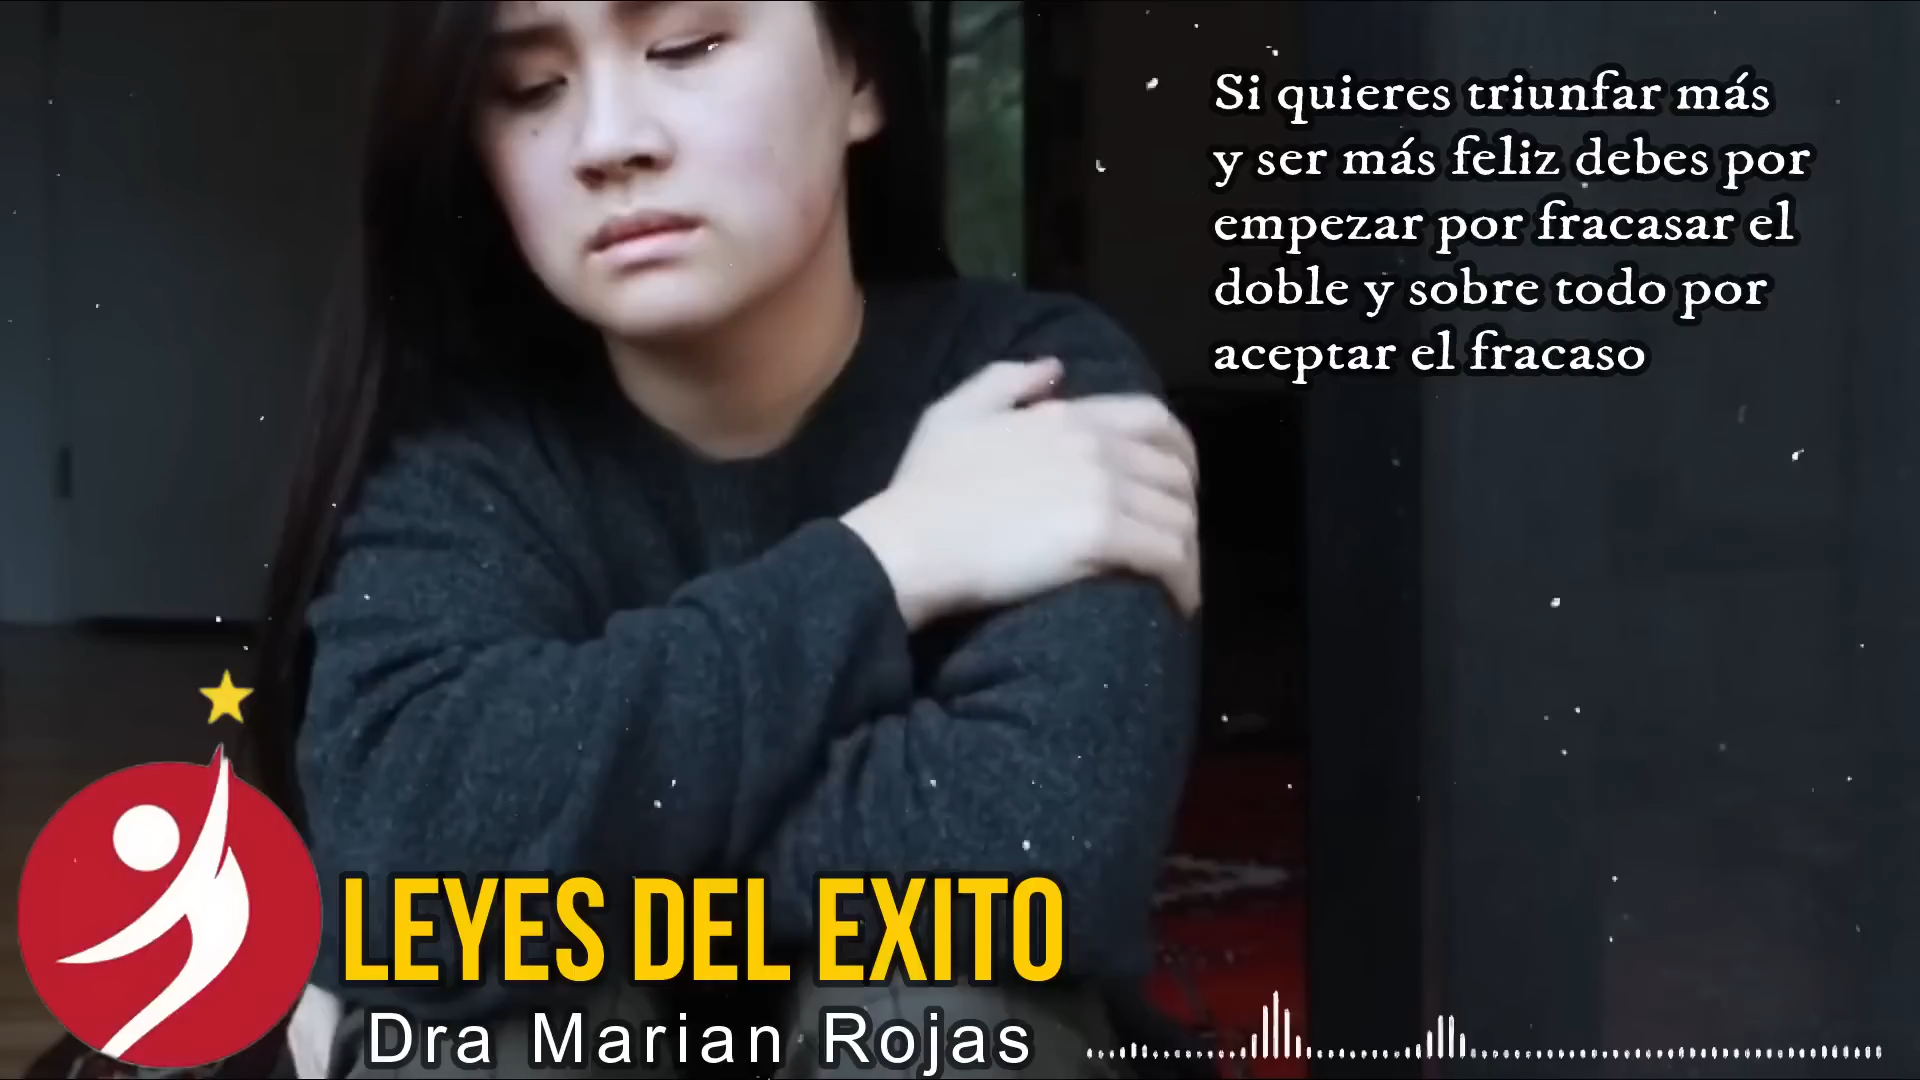 Si quieres triunfar más
y ser más feliz debes por
empezar por fracasar el
doble y sobre todo por
aceptar el fracaso
LEYES DEL EXITO
Dra Marian Rojas